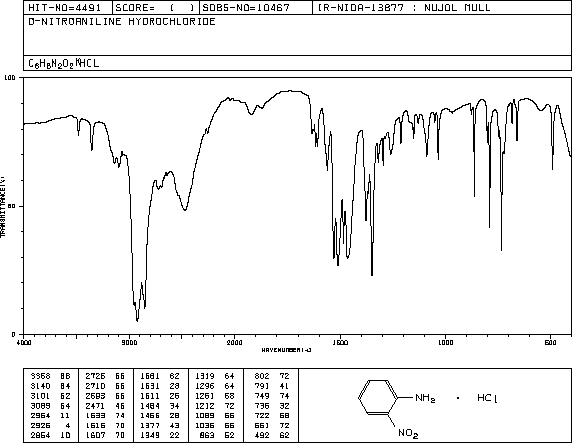 HIT-NO=4491 SCORE= ( ) SDBS-NO=10467 IR-NIDA-13877 : NUJOL MULL
O-NITROANILINE HYDROCHLORIDE
C6H6N2O2*HCL
100
TRANSMITTANCE(%)
50
0
4000 3000 2000 1500 1000 500
WAVENUMBER(-1)
3368 86 2726 66 1681 62 1319 64 802 72
3140 64 2710 66 1631 28 1296 64 791 41
3101 62 2683 66 1611 26 1261 68 749 74
3089 64 2471 46 1484 34 1212 72 736 32
2964 11 1633 74 1466 28 1089 66 722 68
2926 4 1616 70 1377 43 1036 66 661 72
2854 10 1607 70 1349 22 863 52 492 62
NH2 · HCl
NO2